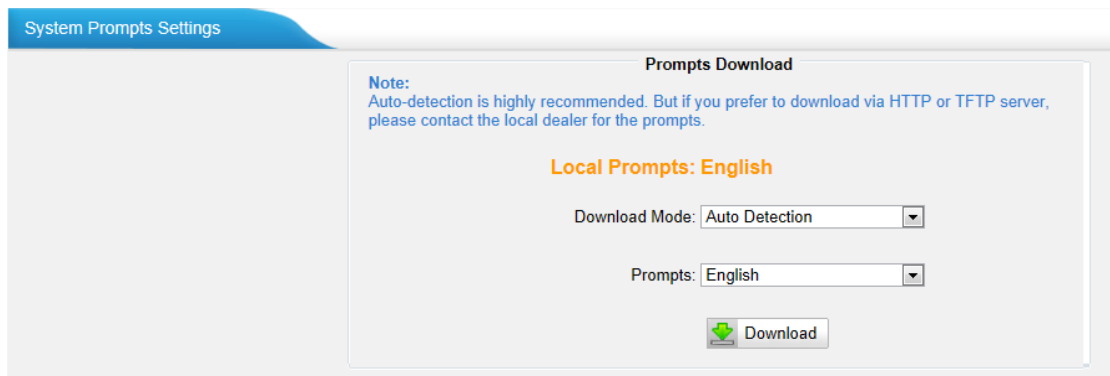 System Prompts Settings
Prompts Download
Note:
Auto-detection is highly recommended. But if you prefer to download via HTTP or TFTP server,
please contact the local dealer for the prompts.
Local Prompts: English
Download Mode: Auto Detection
Prompts: English
Download